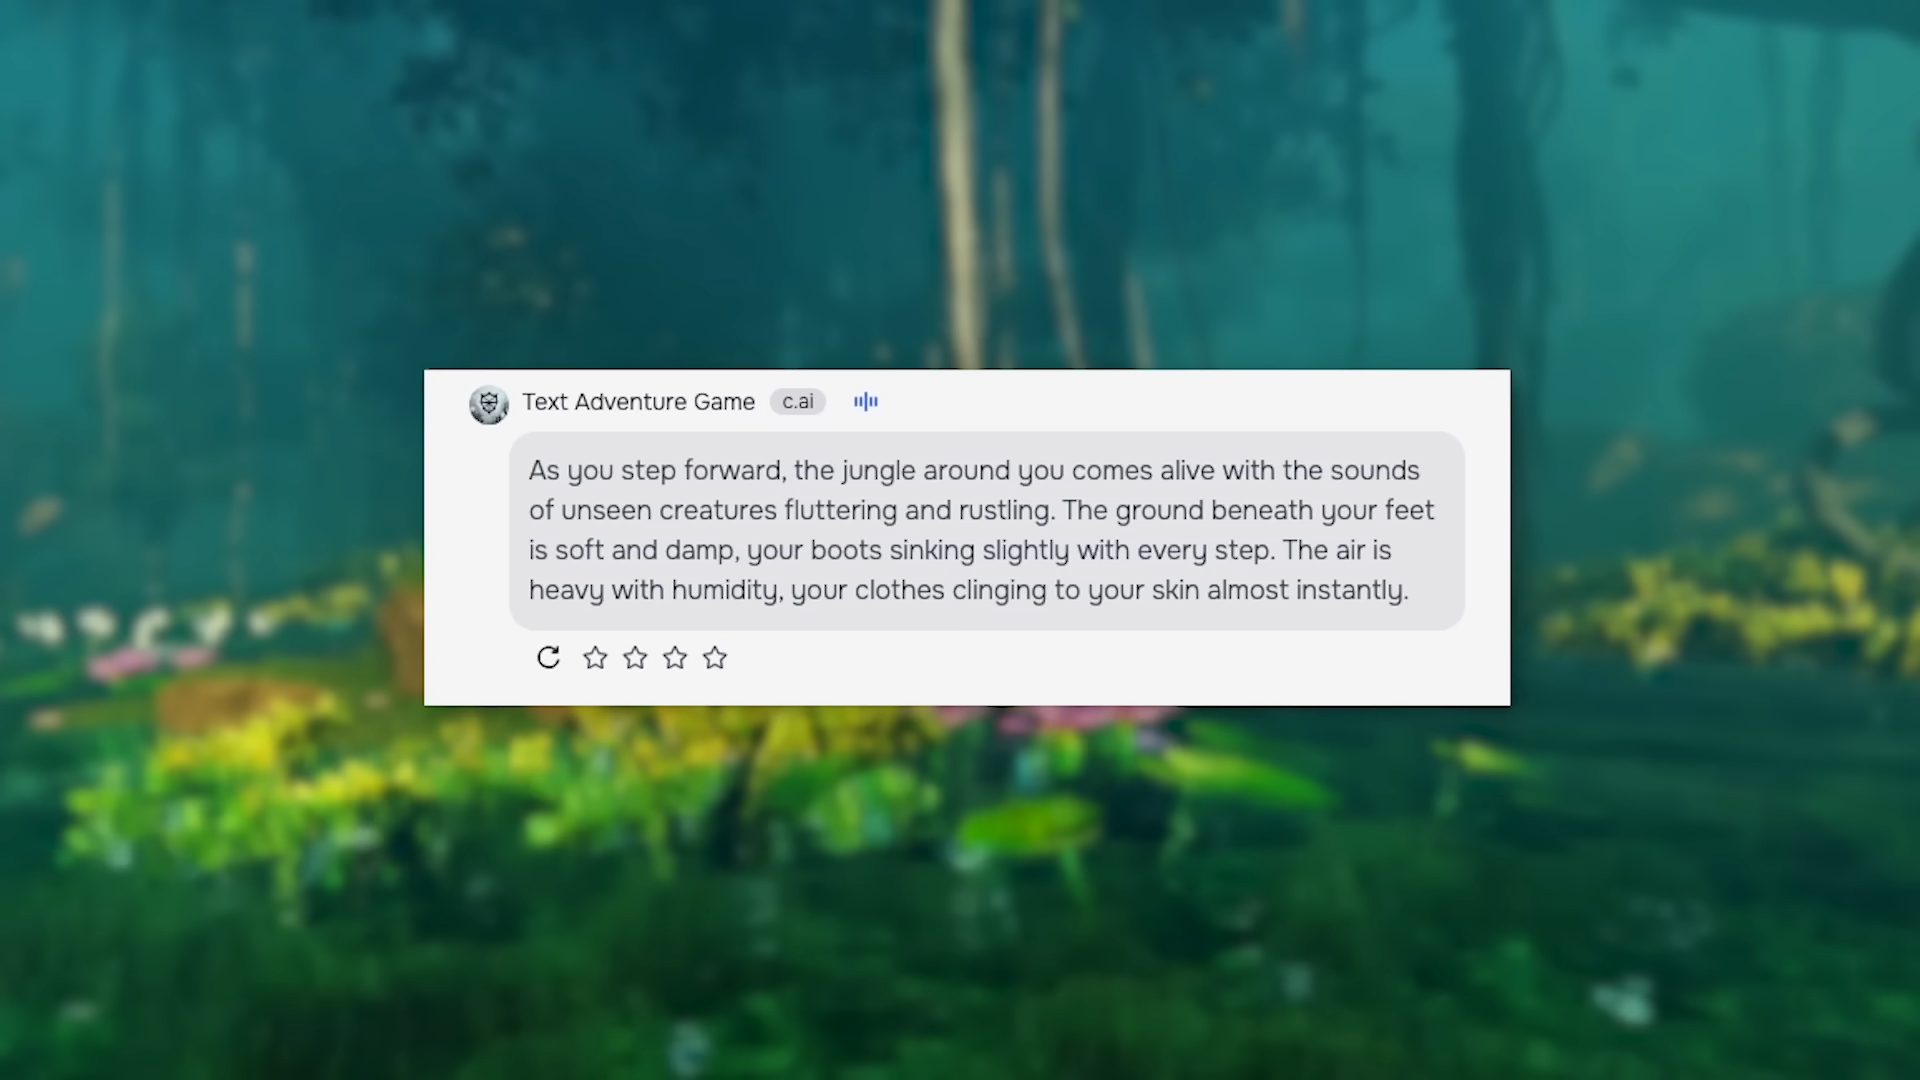 Text Adventure Game c.ai
As you step forward, the jungle around you comes alive with the sounds
of unseen creatures fluttering and rustling. The ground beneath your feet
is soft and damp, your boots sinking slightly with every step. The air is
heavy with humidity, your clothes clinging to your skin almost instantly.